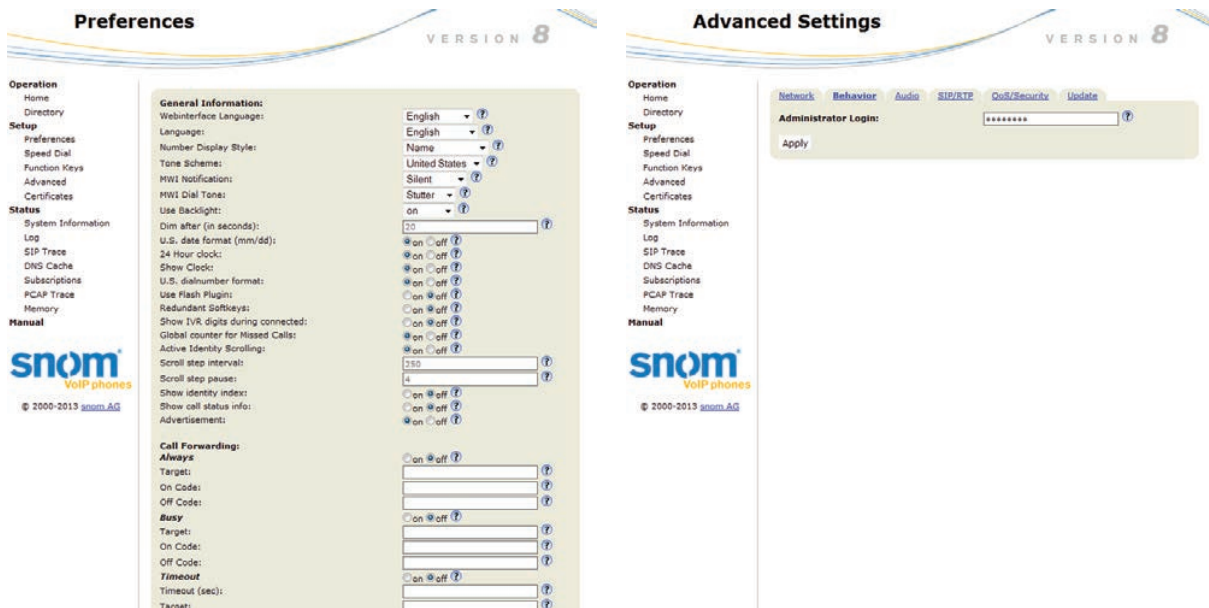 Preferences
VERSION 8
Operation
Home
Directory
Setup
Preferences
Speed Dial
Function Keys
Advanced
Certificates
Status
System Information
Log
SIP Trace
DNS Cache
Subscriptions
PCAP Trace
Memory
Manual
snom
VoIP phones
© 2000-2013 snom AG
General Information:
Webinterface Language: English ?
Language: English ?
Number Display Style: Name ?
Tone Scheme: United States ?
MWI Notification: Silent ?
MWI Dial Tone: Stutter ?
Use Backlight: on ?
Dim after (in seconds): 20 ?
U.S. date format (mm/dd): on off ?
24 Hour clock: on off ?
Show Clock: on off ?
U.S. dialnumber format: on off ?
Use Flash Plugin: on off ?
Redundant Softkeys: on off ?
Show IVR digits during connected: on off ?
Global counter for Missed Calls: on off ?
Active Identity Scrolling: on off ?
Scroll step interval: 250 ?
Scroll step pause: 4 ?
Show identity index: on off ?
Show call status info: on off ?
Advertisement: on off ?
Call Forwarding:
Always on off ?
Target: ?
On Code: ?
Off Code: ?
Busy on off ?
Target: ?
On Code: ?
Off Code: ?
Timeout on off ?
Timeout (sec): ?
Target: ?
Advanced Settings
VERSION 8
Operation
Home
Directory
Setup
Preferences
Speed Dial
Function Keys
Advanced
Certificates
Status
System Information
Log
SIP Trace
DNS Cache
Subscriptions
PCAP Trace
Memory
Manual
snom
VoIP phones
© 2000-2013 snom AG
Network Behavior Audio SIP/RTP QoS/Security Update
Administrator Login: ******** ?
Apply